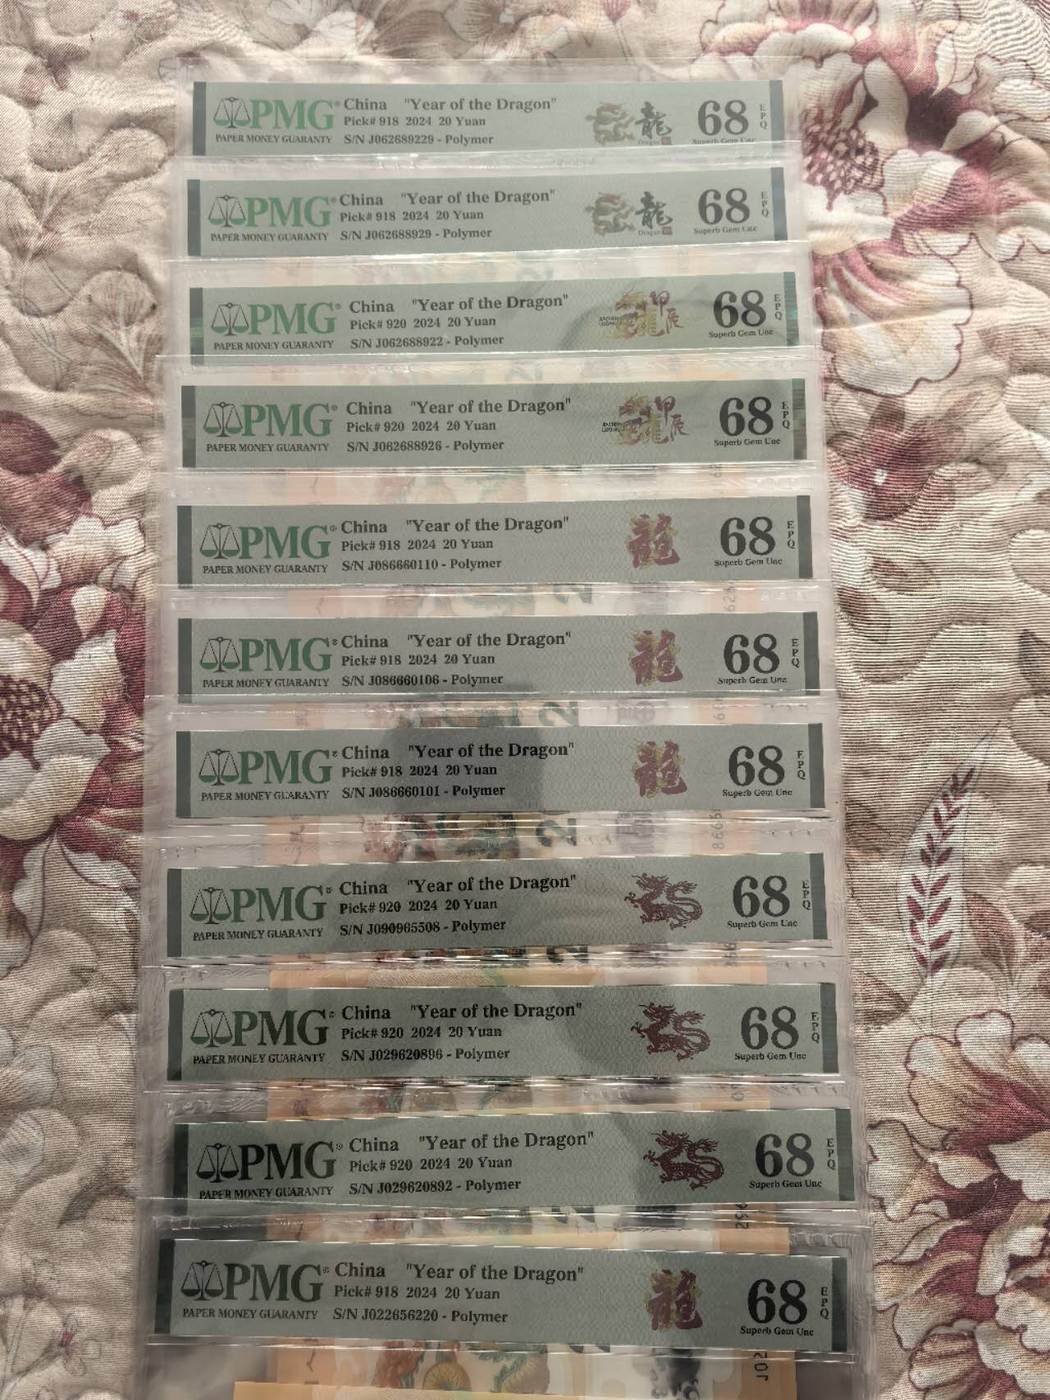 PMG® China "Year of the Dragon" 龍 68 EPQ
Pick# 918 2024 20 Yuan
PAPER MONEY GUARANTY S/N J062689229 - Polymer Dragon Superb Gem Unc
PMG® China "Year of the Dragon" 龍 68 EPQ
Pick# 918 2024 20 Yuan
PAPER MONEY GUARANTY S/N J062688929 - Polymer Dragon Superb Gem Unc
PMG® China "Year of the Dragon" 甲辰 68 EPQ
Pick# 920 2024 20 Yuan
PAPER MONEY GUARANTY S/N J062688922 - Polymer Superb Gem Unc
PMG® China "Year of the Dragon" 甲辰 68 EPQ
Pick# 920 2024 20 Yuan
PAPER MONEY GUARANTY S/N J062688926 - Polymer Superb Gem Unc
PMG® China "Year of the Dragon" 龍 68 EPQ
Pick# 918 2024 20 Yuan
PAPER MONEY GUARANTY S/N J086660110 - Polymer Superb Gem Unc
PMG® China "Year of the Dragon" 龍 68 EPQ
Pick# 918 2024 20 Yuan
PAPER MONEY GUARANTY S/N J086660106 - Polymer Superb Gem Unc
PMG® China "Year of the Dragon" 龍 68 EPQ
Pick# 918 2024 20 Yuan
PAPER MONEY GUARANTY S/N J086660101 - Polymer Superb Gem Unc
PMG® China "Year of the Dragon" 68 EPQ
Pick# 920 2024 20 Yuan
PAPER MONEY GUARANTY S/N J090965508 - Polymer Superb Gem Unc
PMG® China "Year of the Dragon" 68 EPQ
Pick# 920 2024 20 Yuan
PAPER MONEY GUARANTY S/N J029620896 - Polymer Superb Gem Unc
PMG® China "Year of the Dragon" 68 EPQ
Pick# 920 2024 20 Yuan
PAPER MONEY GUARANTY S/N J029620892 - Polymer Superb Gem Unc
PMG® China "Year of the Dragon" 龍 68 EPQ
Pick# 918 2024 20 Yuan
PAPER MONEY GUARANTY S/N J022656220 - Polymer Superb Gem Unc